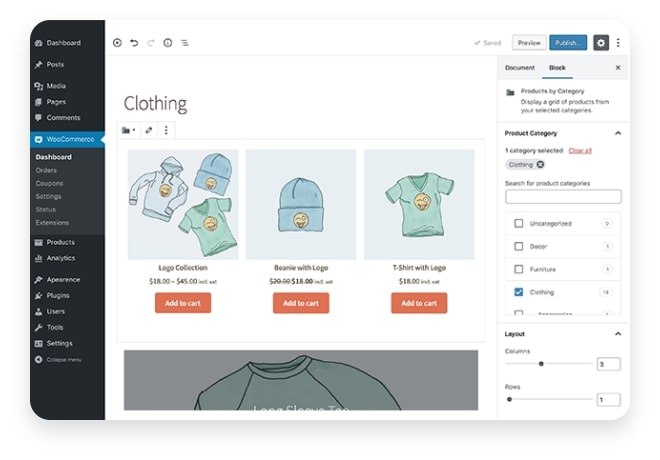 Dashboard
Posts
Media
Pages
Comments
WooCommerce
Dashboard
Orders
Coupons
Settings
Status
Extensions
Products
Analytics
Apearence
Plugins
Users
Tools
Settings
Collapse menu
Saved
Preview
Publish...
Clothing
Logo Collection
$18.00 – $45.00 incl. vat
Add to cart
Beanie with Logo
$20.00 $18.00 incl. vat
Add to cart
T-Shirt with Logo
$18.00 incl. vat
Add to cart
Long Sleeve Tee
Document Block
Products by Category
Display a grid of products from
your selected categories.
Product Category
1 category selected Clear all
Clothing
Search for product categories
Uncategorized 0
Decor 1
Furniture 1
Clothing 14
Accessories
Layout
Columns
3
Rows
1